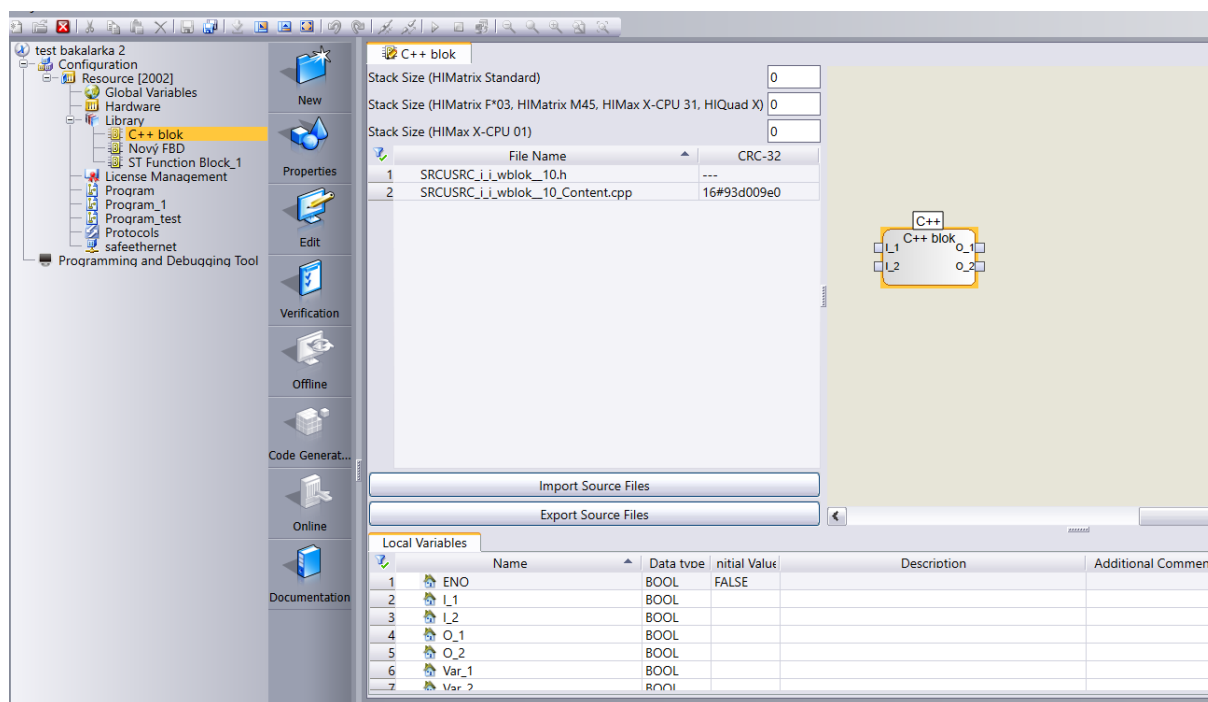 test bakalarka 2
Configuration
Resource [2002]
Global Variables
Hardware
Library
C++ blok
Nový FBD
ST Function Block_1
License Management
Program
Program_1
Program_test
Protocols
safeethernet
Programming and Debugging Tool
New
Properties
Edit
Verification
Offline
Code Generat...
Online
Documentation
C++ blok
Stack Size (HIMatrix Standard) 0
Stack Size (HIMatrix F*03, HIMatrix M45, HIMax X-CPU 31, HIQuad X) 0
Stack Size (HIMax X-CPU 01) 0
File Name CRC-32
1 SRCUSRC_i_i_wblok__10.h ---
2 SRCUSRC_i_i_wblok__10_Content.cpp 16#93d009e0
Import Source Files
Export Source Files
C++
C++ blok
I_1 O_1
I_2 O_2
Local Variables
Name Data type nitial Value Description Additional Commen
1 ENO BOOL FALSE
2 I_1 BOOL
3 I_2 BOOL
4 O_1 BOOL
5 O_2 BOOL
6 Var_1 BOOL
7 Var_2 BOOL